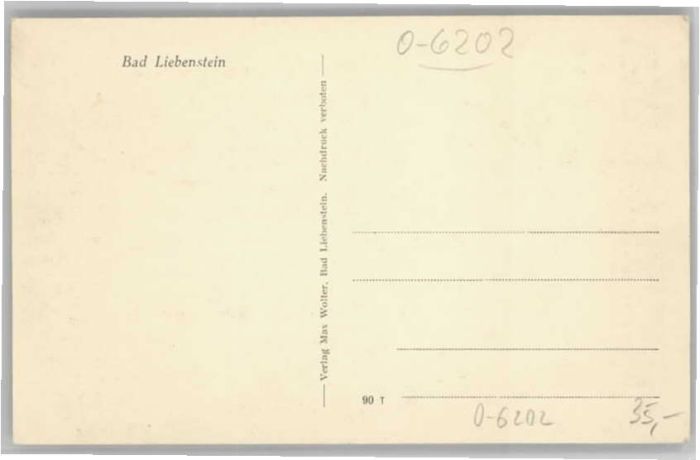 Bad Liebenstein
0-6202
Verlag Max Wolter, Bad Liebenstein. Nachdruck verboten
90 T
0-6202
35,-